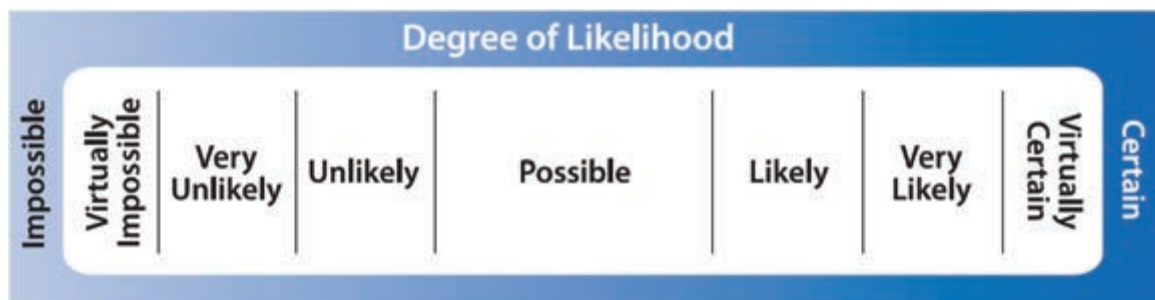 Degree of Likelihood
Impossible
Virtually
Impossible
Very
Unlikely
Unlikely
Possible
Likely
Very
Likely
Virtually
Certain
Certain